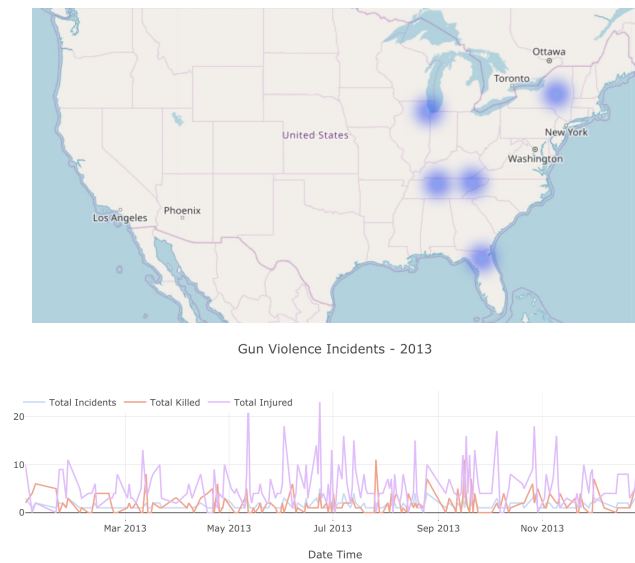 Ottawa
Toronto
New York
United States
Washington
Los Angeles
Phoenix
Gun Violence Incidents - 2013
Total Incidents Total Killed Total Injured
20
10
0
Mar 2013 May 2013 Jul 2013 Sep 2013 Nov 2013
Date Time